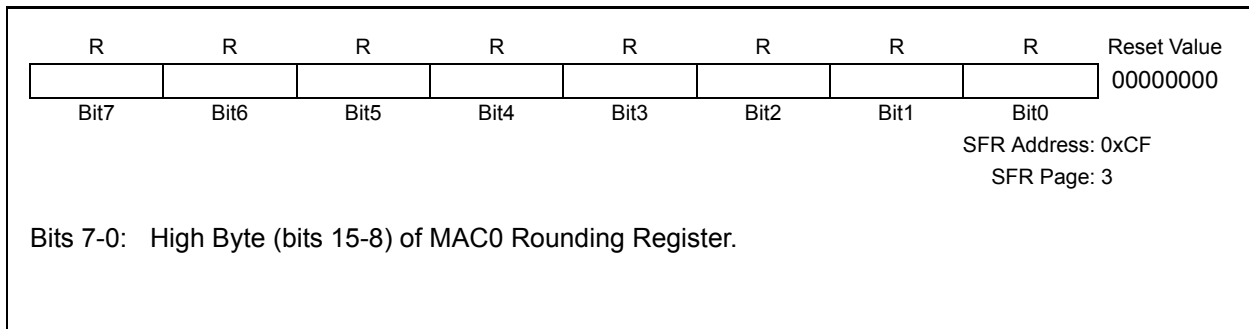 R R R R R R R R Reset Value
00000000
Bit7 Bit6 Bit5 Bit4 Bit3 Bit2 Bit1 Bit0
SFR Address: 0xCF
SFR Page: 3
Bits 7-0: High Byte (bits 15-8) of MAC0 Rounding Register.